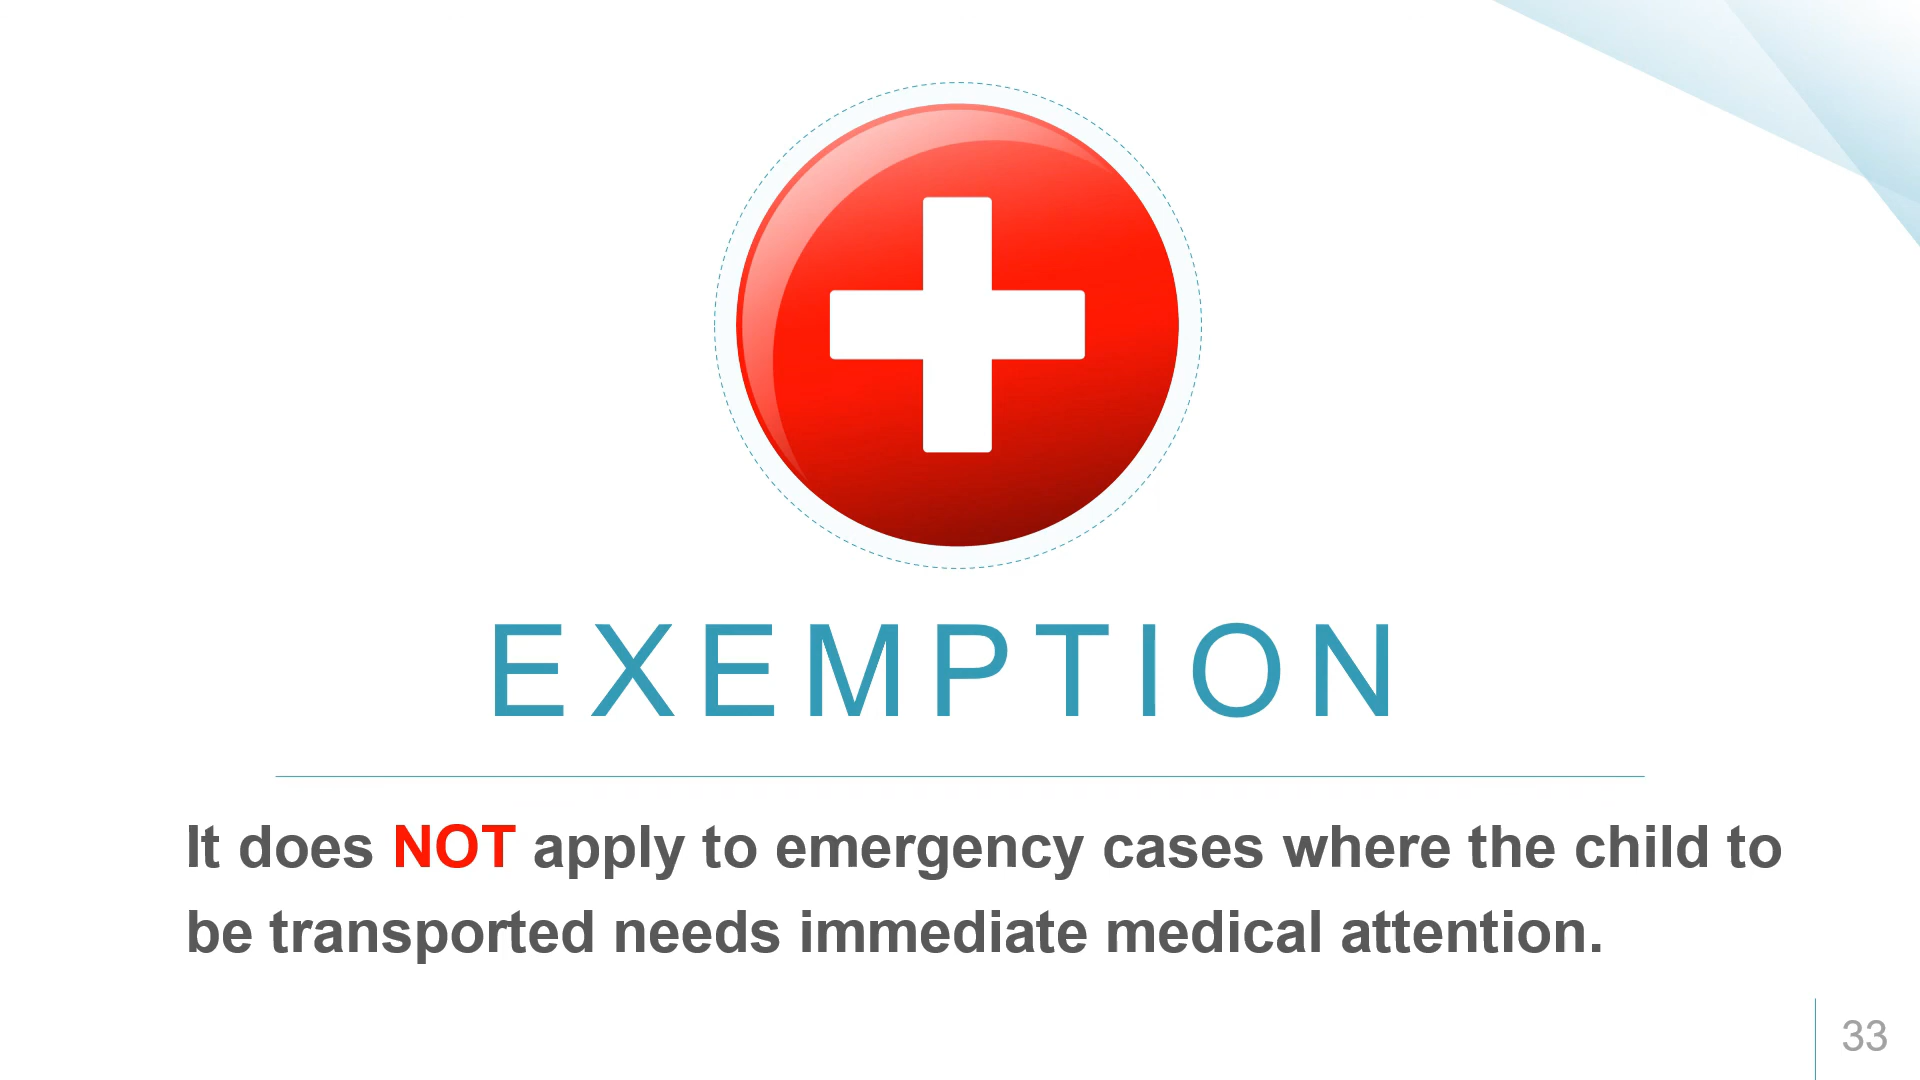 EXEMPTION
It does NOT apply to emergency cases where the child to
be transported needs immediate medical attention.
33